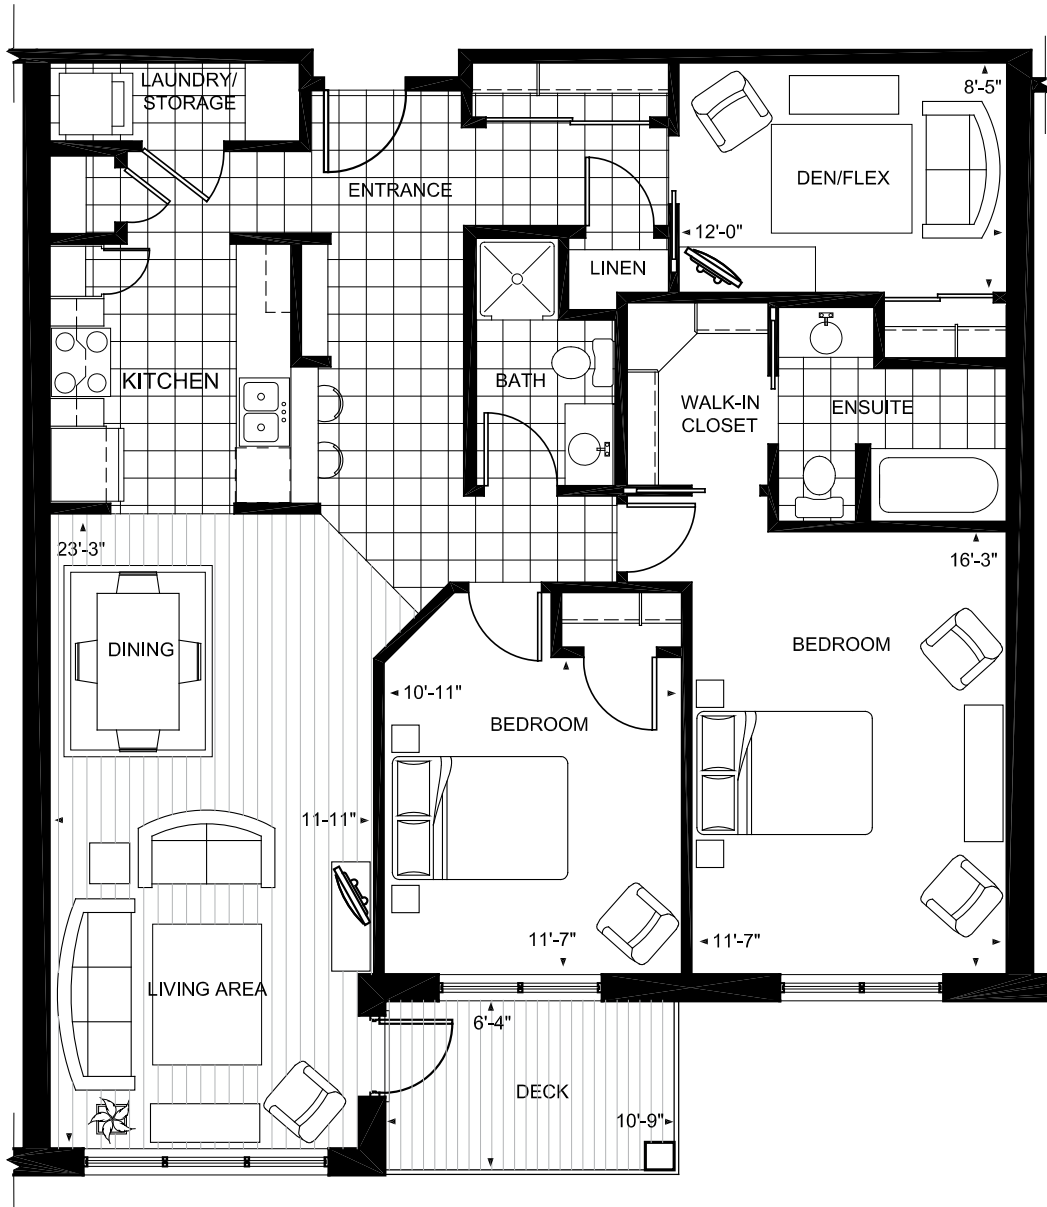 LAUNDRY/
STORAGE
8'-5"
DEN/FLEX
ENTRANCE
12'-0"
LINEN
KITCHEN
BATH
WALK-IN
CLOSET
ENSUITE
23'-3"
16'-3"
DINING
BEDROOM
10'-11"
BEDROOM
11-11"
11'-7"
11'-7"
LIVING AREA
6'-4"
DECK
10'-9"